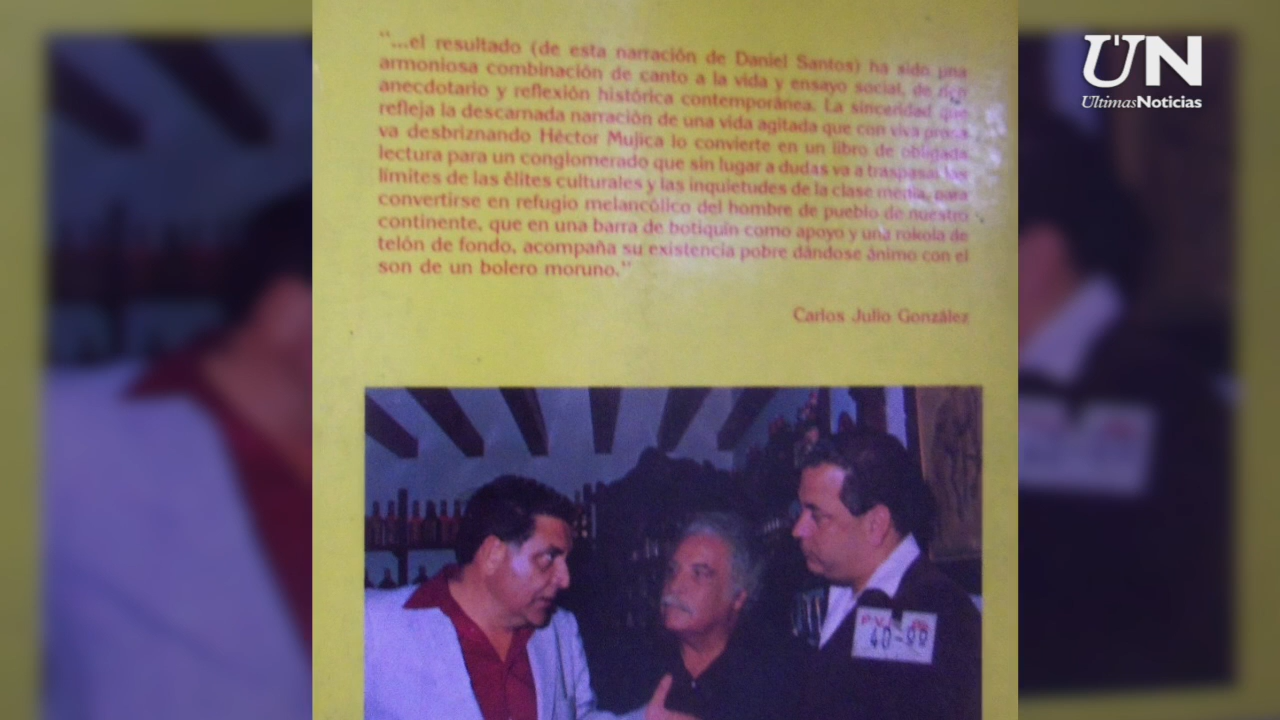 "...el resultado (de esta narración de Daniel Santos) ha sido una
armoniosa combinación de canto a la vida y ensayo social, de rico
anecdotario y reflexión histórica contemporánea. La sinceridad que
refleja la descarnada narración de una vida agitada que con viva prosa
va desbriznando Héctor Mujica lo convierte en un libro de obligada
lectura para un conglomerado que sin lugar a dudas va a traspasar los
límites de las élites culturales y las inquietudes de la clase media, para
convertirse en refugio melancólico del hombre de pueblo de nuestro
continente, que en una barra de botiquín como apoyo y una rokola de
telón de fondo, acompaña su existencia pobre dándose ánimo con el
son de un bolero moruno."
Carlos Julio González
ÚN
ÚltimasNoticias
40-